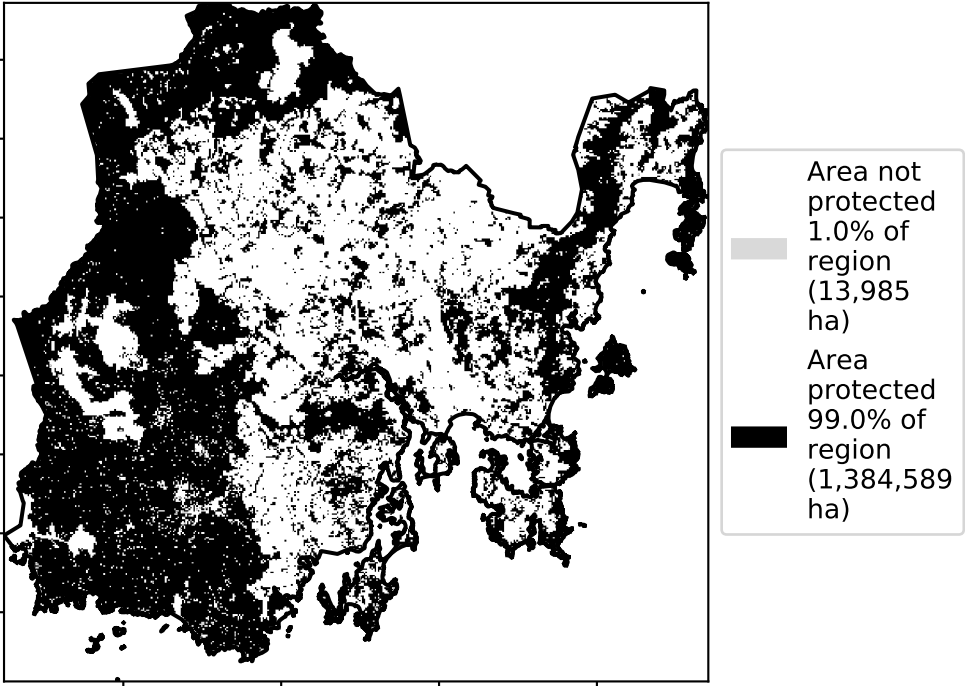 Area not
protected
1.0% of
region
(13,985
ha)
Area
protected
99.0% of
region
(1,384,589
ha)